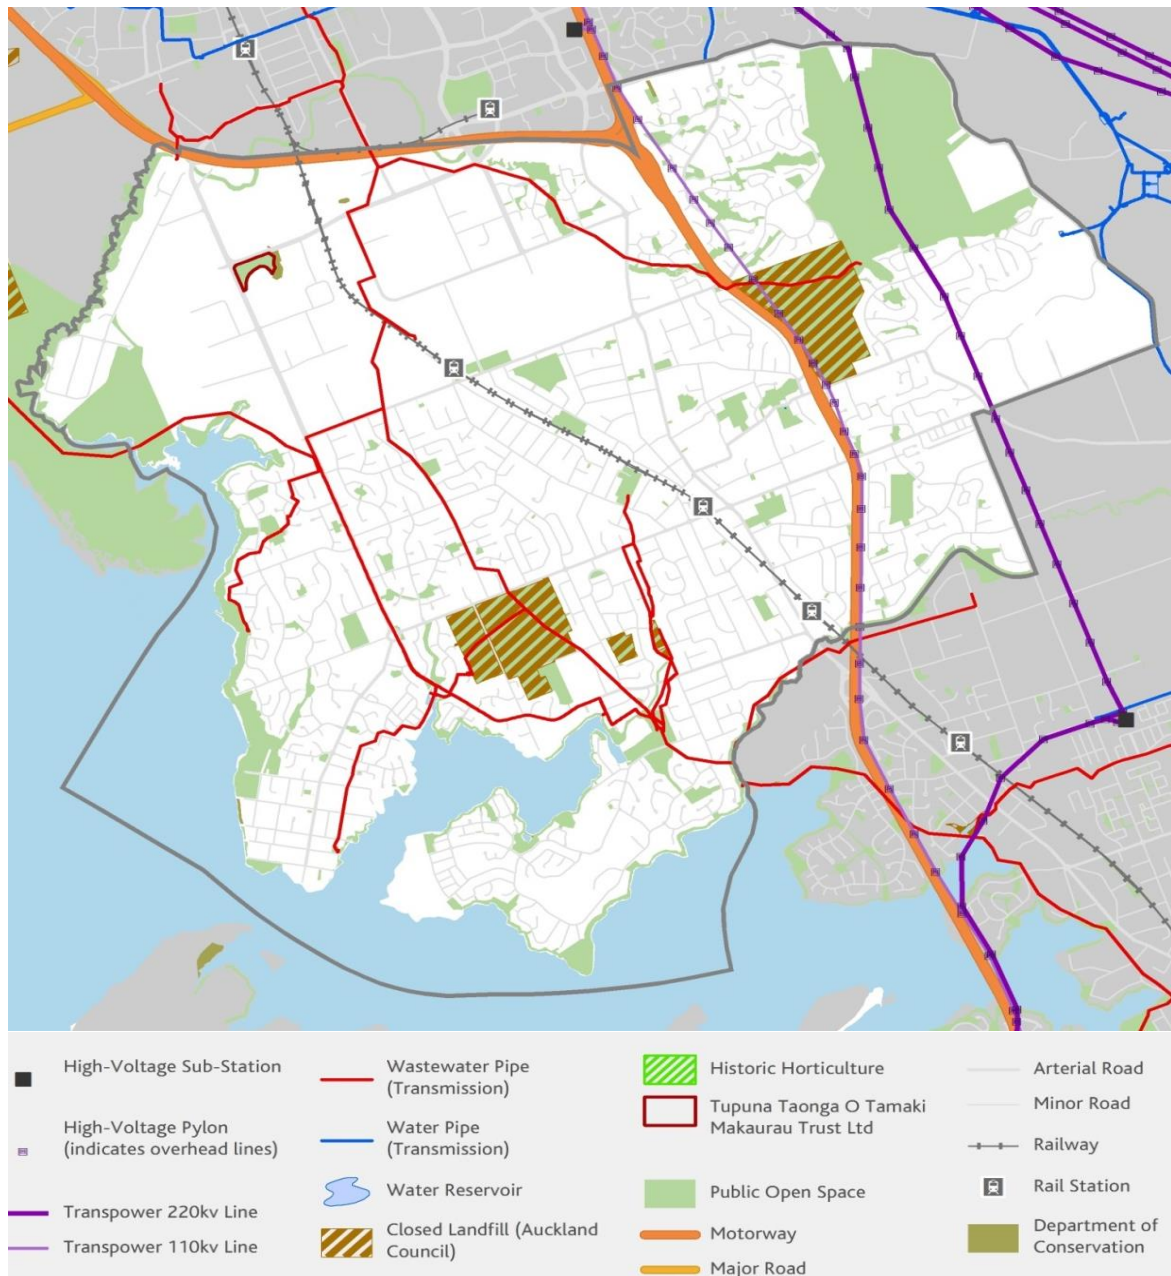 High-Voltage Sub-Station
High-Voltage Pylon
(indicates overhead lines)
Transpower 220kv Line
Transpower 110kv Line
Wastewater Pipe
(Transmission)
Water Pipe
(Transmission)
Water Reservoir
Closed Landfill (Auckland
Council)
Historic Horticulture
Tupuna Taonga O Tamaki
Makaurau Trust Ltd
Public Open Space
Motorway
Major Road
Arterial Road
Minor Road
Railway
Rail Station
Department of
Conservation